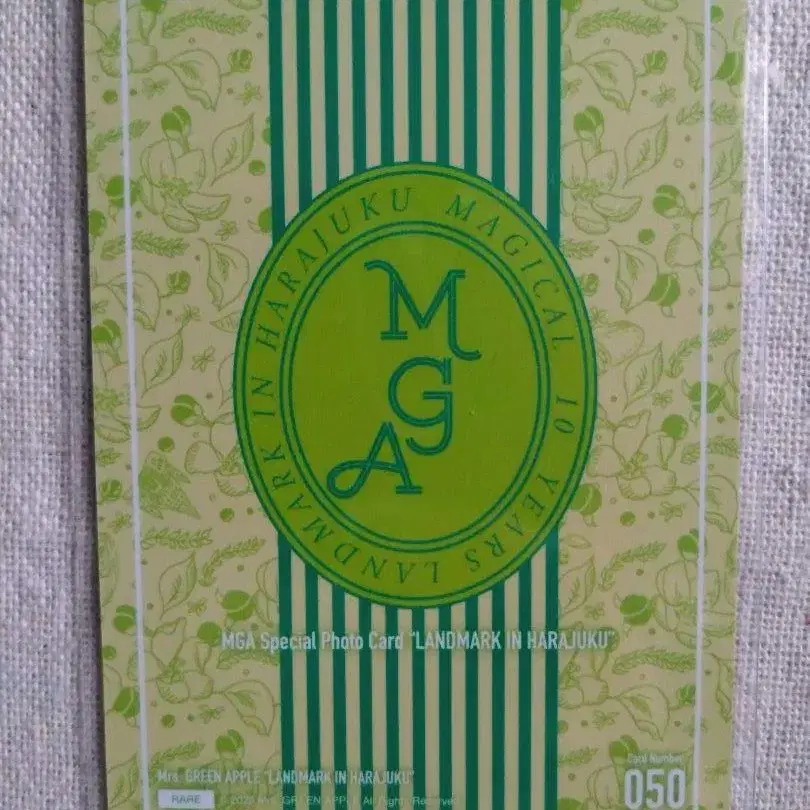 MAGICAL 10 YEARS LANDMARK IN HARAJUKU
M
G
A
MGA Special Photo Card "LANDMARK IN HARAJUKU"
Mrs. GREEN APPLE "LANDMARK IN HARAJUKU"
RARE
Mrs. GREEN APPLE All Rights Reserved
Card Number
050